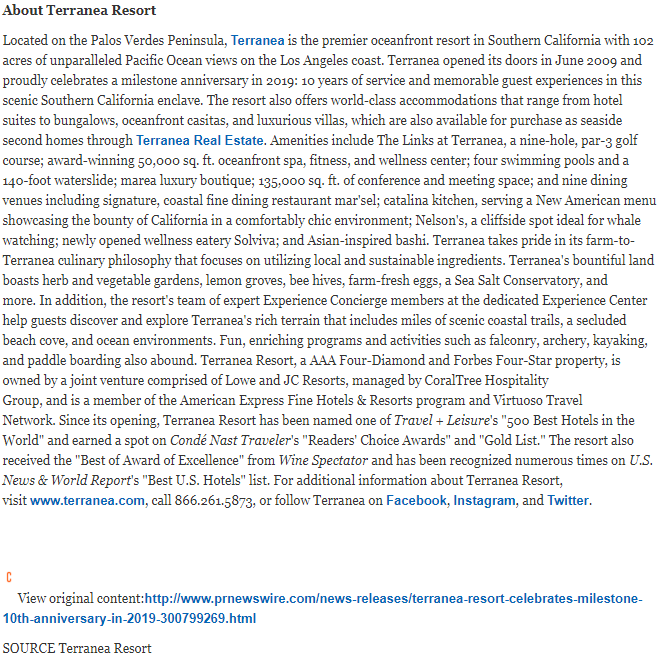 About Terranea Resort
Located on the Palos Verdes Peninsula, Terranea is the premier oceanfront resort in Southern California with 102
acres of unparalleled Pacific Ocean views on the Los Angeles coast. Terranea opened its doors in June 2009 and
proudly celebrates a milestone anniversary in 2019: 10 years of service and memorable guest experiences in this
scenic Southern California enclave. The resort also offers world-class accommodations that range from hotel
suites to bungalows, oceanfront casitas, and luxurious villas, which are also available for purchase as seaside
second homes through Terranea Real Estate. Amenities include The Links at Terranea, a nine-hole, par-3 golf
course; award-winning 50,000 sq. ft. oceanfront spa, fitness, and wellness center; four swimming pools and a
140-foot waterslide; marea luxury boutique; 135,000 sq. ft. of conference and meeting space; and nine dining
venues including signature, coastal fine dining restaurant mar'sel; catalina kitchen, serving a New American menu
showcasing the bounty of California in a comfortably chic environment; Nelson's, a cliffside spot ideal for whale
watching; newly opened wellness eatery Solviva; and Asian-inspired bashi. Terranea takes pride in its farm-to-
Terranea culinary philosophy that focuses on utilizing local and sustainable ingredients. Terranea's bountiful land
boasts herb and vegetable gardens, lemon groves, bee hives, farm-fresh eggs, a Sea Salt Conservatory, and
more. In addition, the resort's team of expert Experience Concierge members at the dedicated Experience Center
help guests discover and explore Terranea's rich terrain that includes miles of scenic coastal trails, a secluded
beach cove, and ocean environments. Fun, enriching programs and activities such as falconry, archery, kayaking,
and paddle boarding also abound. Terranea Resort, a AAA Four-Diamond and Forbes Four-Star property, is
owned by a joint venture comprised of Lowe and JC Resorts, managed by CoralTree Hospitality
Group, and is a member of the American Express Fine Hotels & Resorts program and Virtuoso Travel
Network. Since its opening, Terranea Resort has been named one of Travel + Leisure's "500 Best Hotels in the
World" and earned a spot on Condé Nast Traveler's "Readers' Choice Awards" and "Gold List." The resort also
received the "Best of Award of Excellence" from Wine Spectator and has been recognized numerous times on U.S.
News & World Report's "Best U.S. Hotels" list. For additional information about Terranea Resort,
visit www.terranea.com, call 866.261.5873, or follow Terranea on Facebook, Instagram, and Twitter.
C
View original content:http://www.prnewswire.com/news-releases/terranea-resort-celebrates-milestone-
10th-anniversary-in-2019-300799269.html
SOURCE Terranea Resort